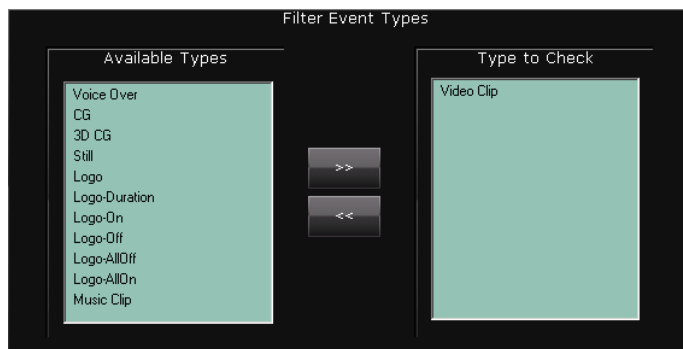 Filter Event Types
Available Types
Voice Over
CG
3D CG
Still
Logo
Logo-Duration
Logo-On
Logo-Off
Logo-AllOff
Logo-AllOn
Music Clip
>>
<<
Type to Check
Video Clip